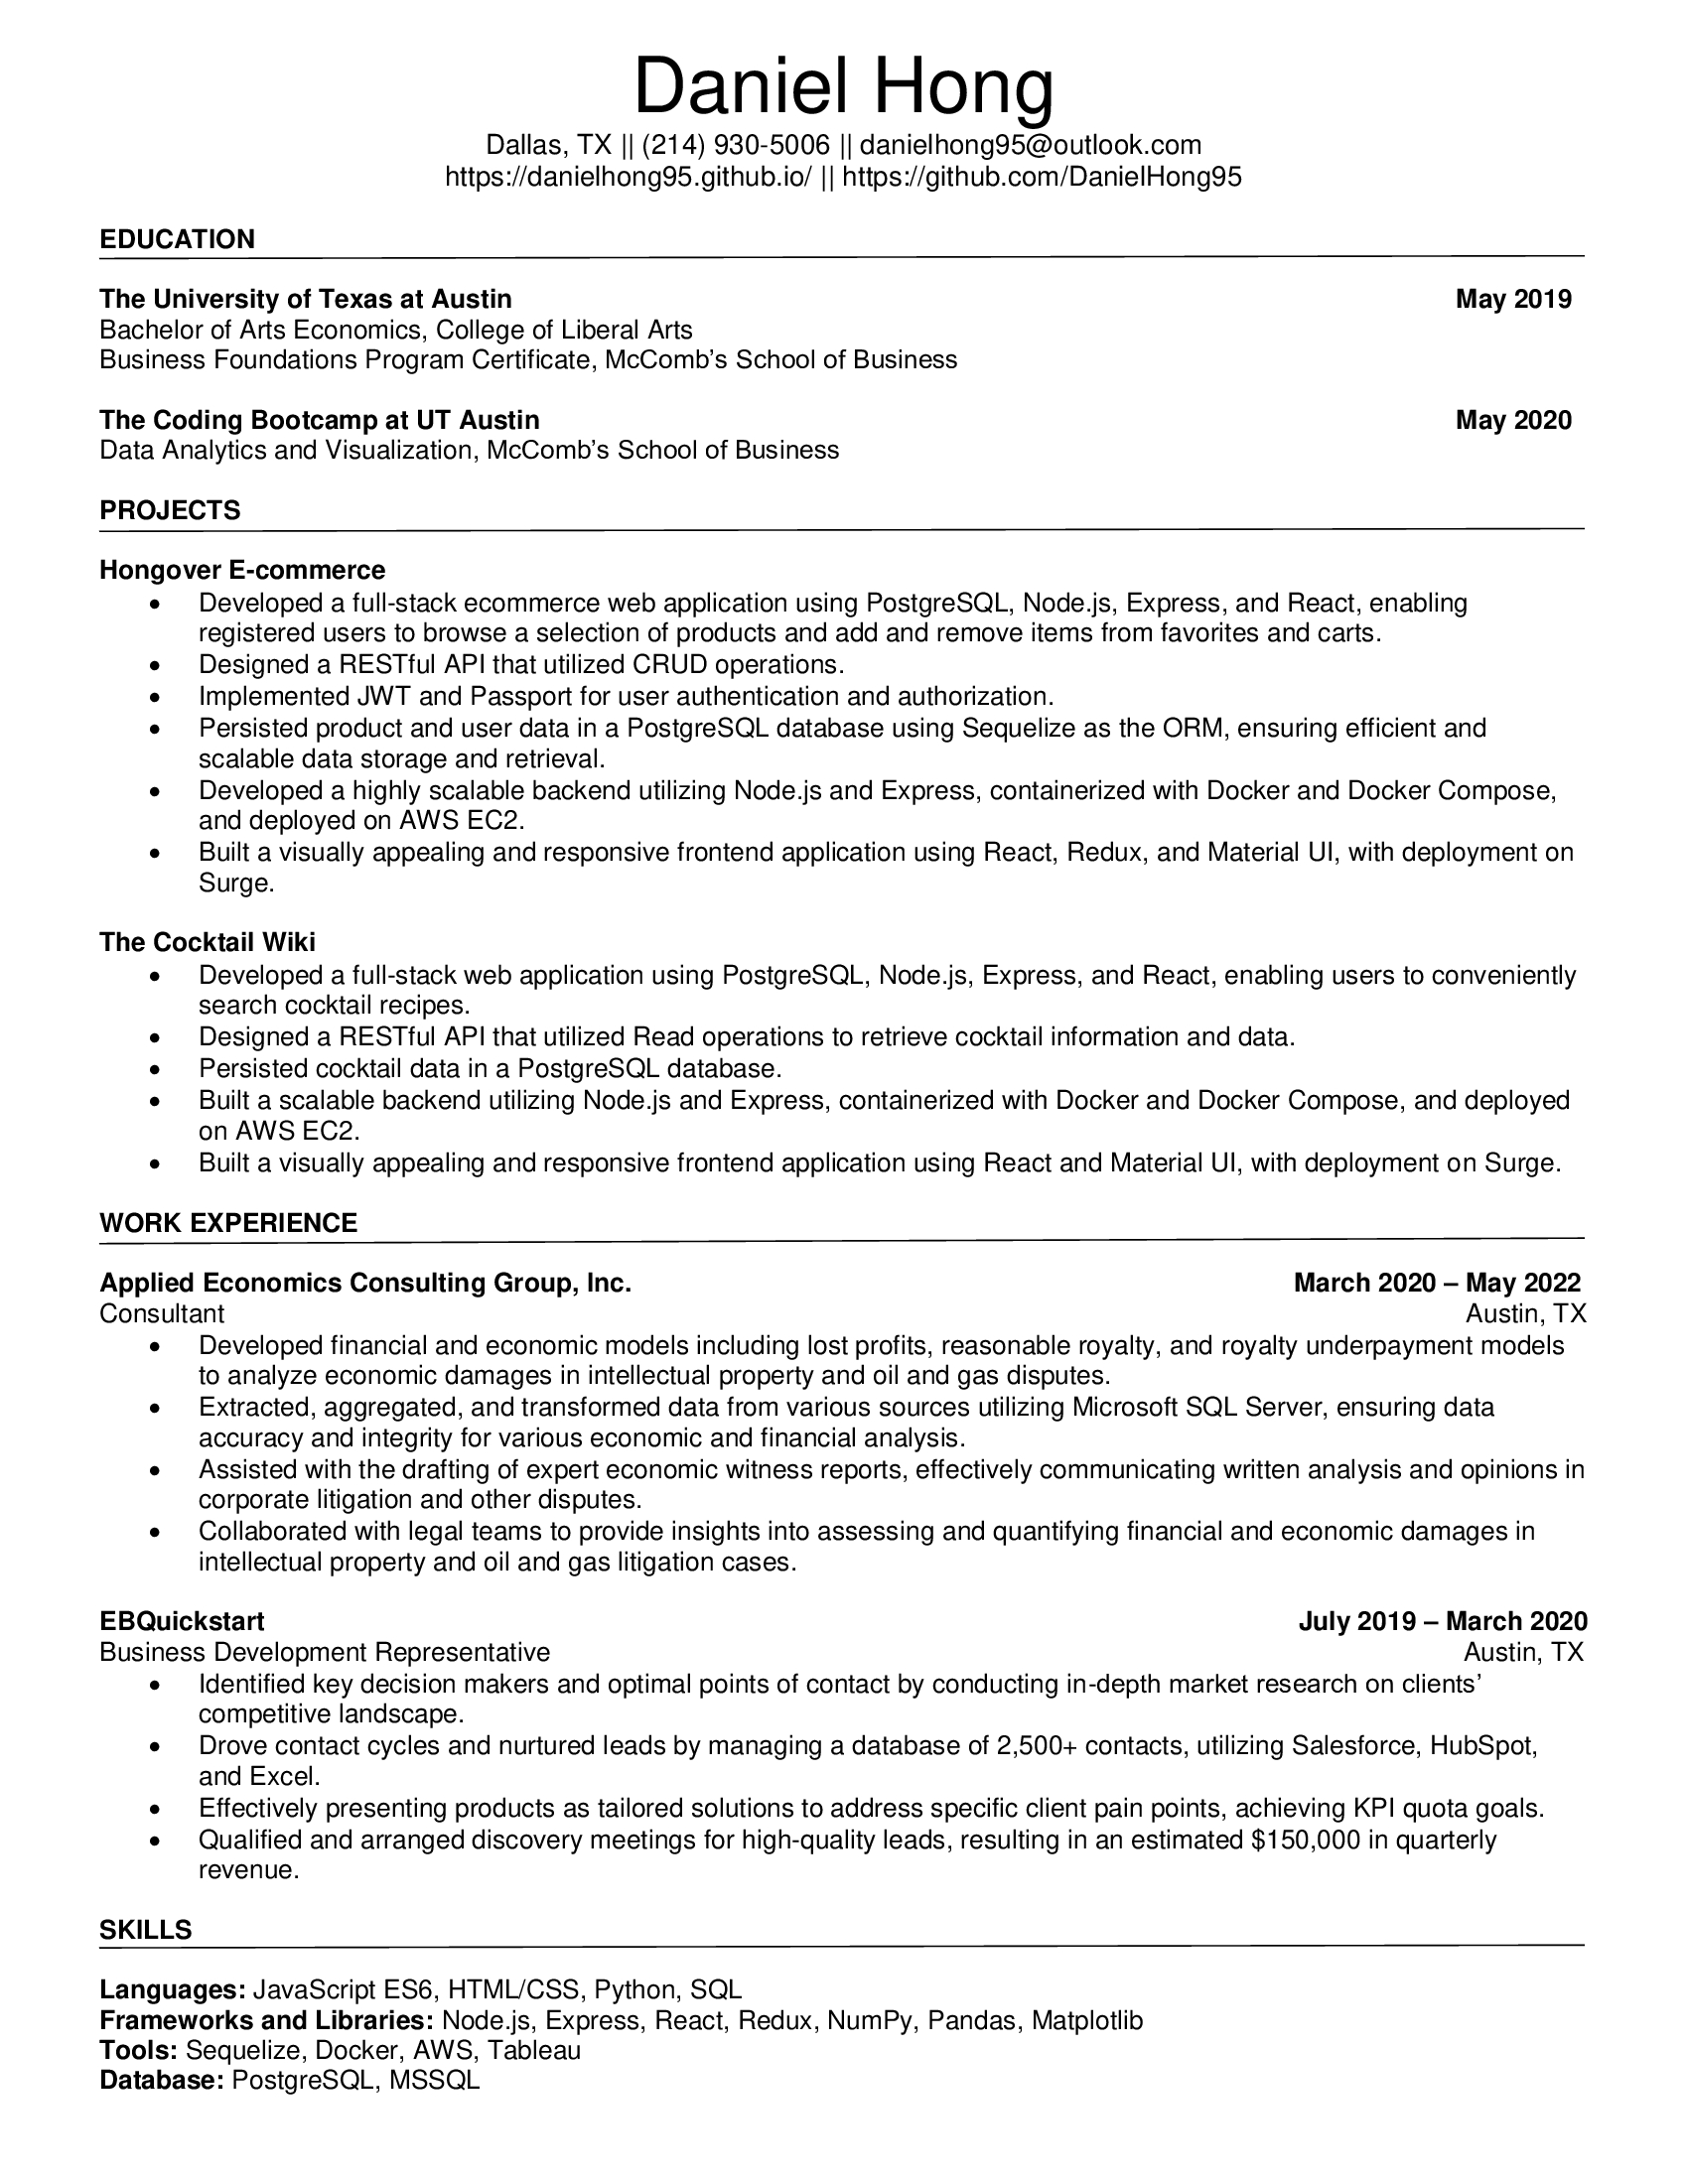 Daniel Hong
Dallas, TX || (214) 930-5006 || danielhong95@outlook.com
https://danielhong95.github.io/ || https://github.com/DanielHong95
EDUCATION
The University of Texas at Austin May 2019
Bachelor of Arts Economics, College of Liberal Arts
Business Foundations Program Certificate, McComb’s School of Business
The Coding Bootcamp at UT Austin May 2020
Data Analytics and Visualization, McComb’s School of Business
PROJECTS
Hongover E-commerce
• Developed a full-stack ecommerce web application using PostgreSQL, Node.js, Express, and React, enabling
registered users to browse a selection of products and add and remove items from favorites and carts.
• Designed a RESTful API that utilized CRUD operations.
• Implemented JWT and Passport for user authentication and authorization.
• Persisted product and user data in a PostgreSQL database using Sequelize as the ORM, ensuring efficient and
scalable data storage and retrieval.
• Developed a highly scalable backend utilizing Node.js and Express, containerized with Docker and Docker Compose,
and deployed on AWS EC2.
• Built a visually appealing and responsive frontend application using React, Redux, and Material UI, with deployment on
Surge.
The Cocktail Wiki
• Developed a full-stack web application using PostgreSQL, Node.js, Express, and React, enabling users to conveniently
search cocktail recipes.
• Designed a RESTful API that utilized Read operations to retrieve cocktail information and data.
• Persisted cocktail data in a PostgreSQL database.
• Built a scalable backend utilizing Node.js and Express, containerized with Docker and Docker Compose, and deployed
on AWS EC2.
• Built a visually appealing and responsive frontend application using React and Material UI, with deployment on Surge.
WORK EXPERIENCE
Applied Economics Consulting Group, Inc. March 2020 – May 2022
Consultant Austin, TX
• Developed financial and economic models including lost profits, reasonable royalty, and royalty underpayment models
to analyze economic damages in intellectual property and oil and gas disputes.
• Extracted, aggregated, and transformed data from various sources utilizing Microsoft SQL Server, ensuring data
accuracy and integrity for various economic and financial analysis.
• Assisted with the drafting of expert economic witness reports, effectively communicating written analysis and opinions in
corporate litigation and other disputes.
• Collaborated with legal teams to provide insights into assessing and quantifying financial and economic damages in
intellectual property and oil and gas litigation cases.
EBQuickstart July 2019 – March 2020
Business Development Representative Austin, TX
• Identified key decision makers and optimal points of contact by conducting in-depth market research on clients’
competitive landscape.
• Drove contact cycles and nurtured leads by managing a database of 2,500+ contacts, utilizing Salesforce, HubSpot,
and Excel.
• Effectively presenting products as tailored solutions to address specific client pain points, achieving KPI quota goals.
• Qualified and arranged discovery meetings for high-quality leads, resulting in an estimated $150,000 in quarterly
revenue.
SKILLS
Languages: JavaScript ES6, HTML/CSS, Python, SQL
Frameworks and Libraries: Node.js, Express, React, Redux, NumPy, Pandas, Matplotlib
Tools: Sequelize, Docker, AWS, Tableau
Database: PostgreSQL, MSSQL